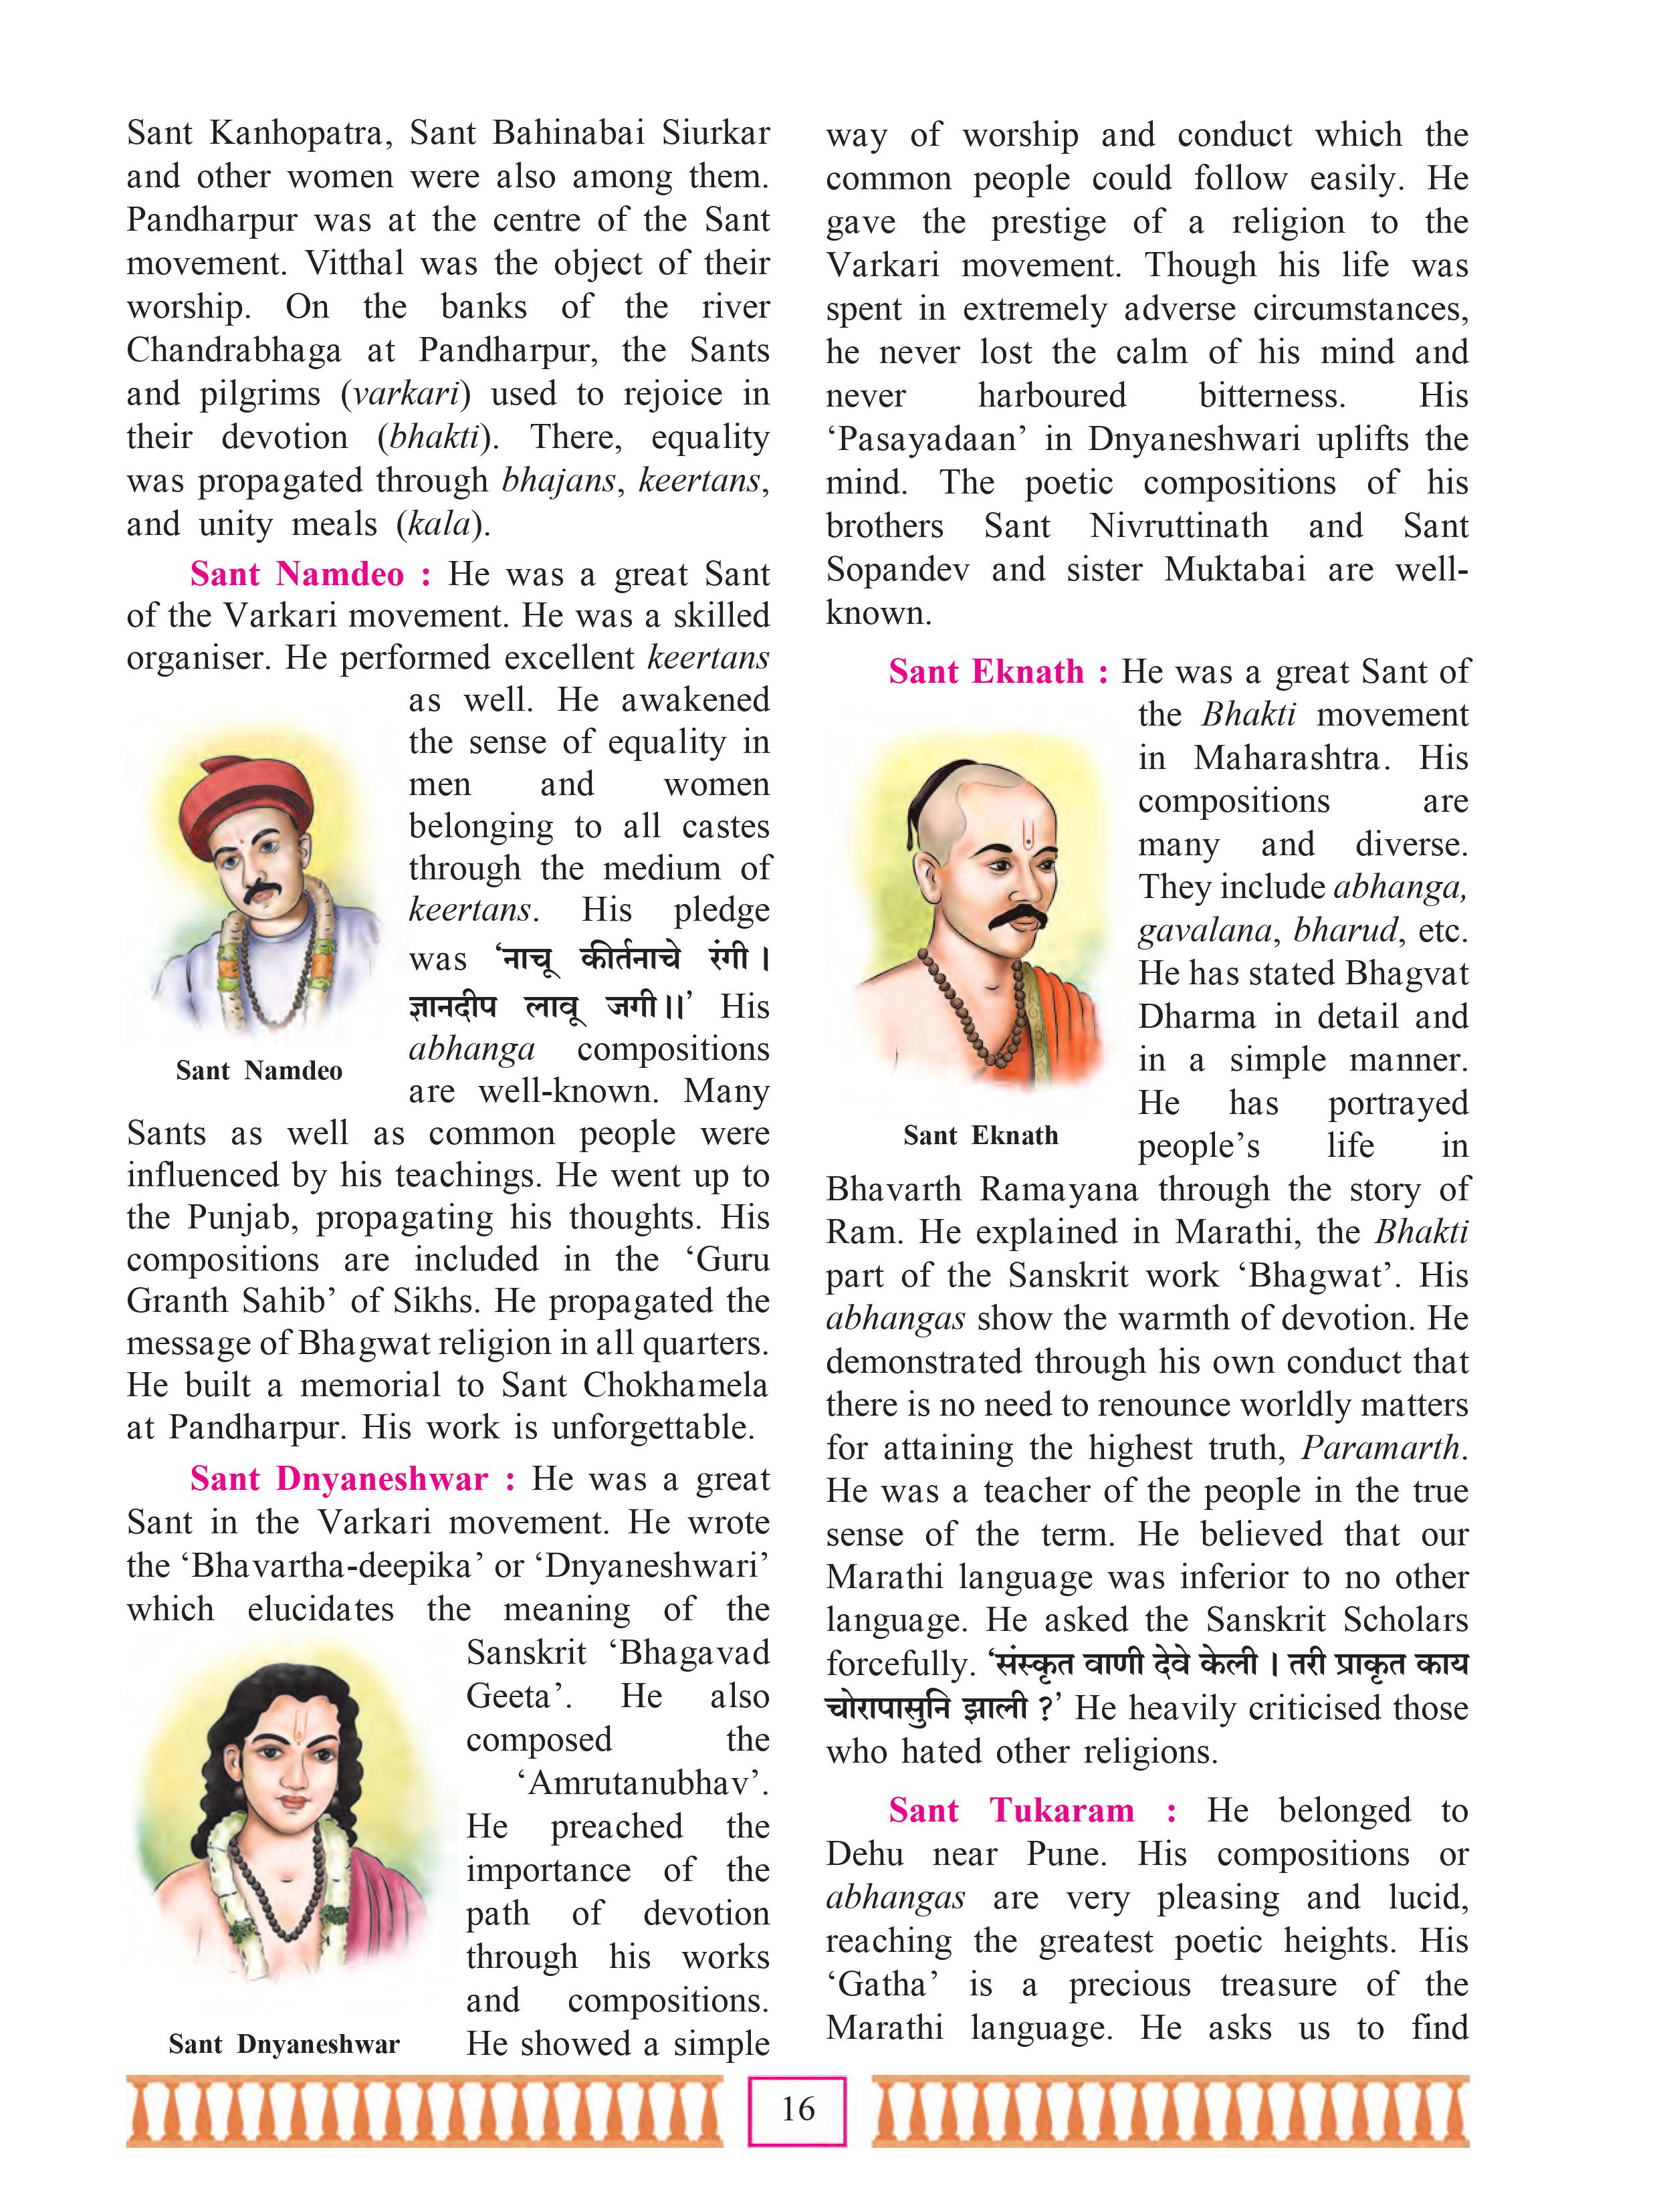 Sant Kanhopatra, Sant Bahinabai Siurkar
and other women were also among them.
Pandharpur was at the centre of the Sant
movement. Vitthal was the object of their
worship. On the banks of the river
Chandrabhaga at Pandharpur, the Sants
and pilgrims (varkari) used to rejoice in
their devotion (bhakti). There, equality
was propagated through bhajans, keertans,
and unity meals (kala).
Sant Namdeo : He was a great Sant
of the Varkari movement. He was a skilled
organiser. He performed excellent keertans
as well. He awakened
the sense of equality in
men and women
belonging to all castes
through the medium of
keertans. His pledge
was ‘नाचू कीर्तनाचे रंगी ।
ज्ञानदीप लावू जगी।।’ His
abhanga compositions
are well-known. Many
Sant Namdeo
Sants as well as common people were
influenced by his teachings. He went up to
the Punjab, propagating his thoughts. His
compositions are included in the ‘Guru
Granth Sahib’ of Sikhs. He propagated the
message of Bhagwat religion in all quarters.
He built a memorial to Sant Chokhamela
at Pandharpur. His work is unforgettable.
Sant Dnyaneshwar : He was a great
Sant in the Varkari movement. He wrote
the ‘Bhavartha-deepika’ or ‘Dnyaneshwari’
which elucidates the meaning of the
Sanskrit ‘Bhagavad
Geeta’. He also
composed the
‘Amrutanubhav’.
He preached the
importance of the
path of devotion
through his works
and compositions.
He showed a simple
Sant Dnyaneshwar
way of worship and conduct which the
common people could follow easily. He
gave the prestige of a religion to the
Varkari movement. Though his life was
spent in extremely adverse circumstances,
he never lost the calm of his mind and
never harboured bitterness. His
‘Pasayadaan’ in Dnyaneshwari uplifts the
mind. The poetic compositions of his
brothers Sant Nivruttinath and Sant
Sopandev and sister Muktabai are well-
known.
Sant Eknath : He was a great Sant of
the Bhakti movement
in Maharashtra. His
compositions are
many and diverse.
They include abhanga,
gavalana, bharud, etc.
He has stated Bhagvat
Dharma in detail and
in a simple manner.
He has portrayed
people’s life in
Sant Eknath
Bhavarth Ramayana through the story of
Ram. He explained in Marathi, the Bhakti
part of the Sanskrit work ‘Bhagwat’. His
abhangas show the warmth of devotion. He
demonstrated through his own conduct that
there is no need to renounce worldly matters
for attaining the highest truth, Paramarth.
He was a teacher of the people in the true
sense of the term. He believed that our
Marathi language was inferior to no other
language. He asked the Sanskrit Scholars
forcefully. ‘संस्कृत वाणी देवे केली । तरी प्राकृत काय
चोरापासुनि झाली ?’ He heavily criticised those
who hated other religions.
Sant Tukaram : He belonged to
Dehu near Pune. His compositions or
abhangas are very pleasing and lucid,
reaching the greatest poetic heights. His
‘Gatha’ is a precious treasure of the
Marathi language. He asks us to find
16